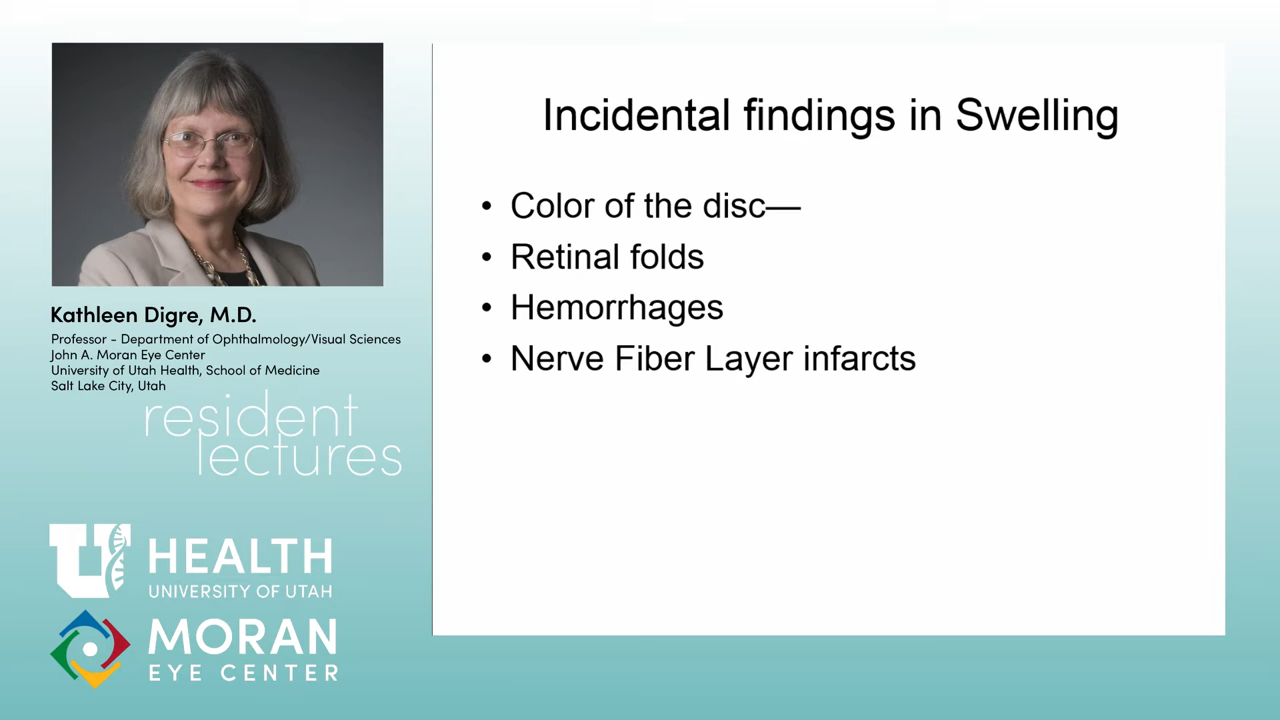 Kathleen Digre, M.D.
Professor - Department of Ophthalmology/Visual Sciences
John A. Moran Eye Center
University of Utah Health, School of Medicine
Salt Lake City, Utah
resident
lectures
U HEALTH
UNIVERSITY OF UTAH
MORAN
EYE CENTER
Incidental findings in Swelling
• Color of the disc—
• Retinal folds
• Hemorrhages
• Nerve Fiber Layer infarcts